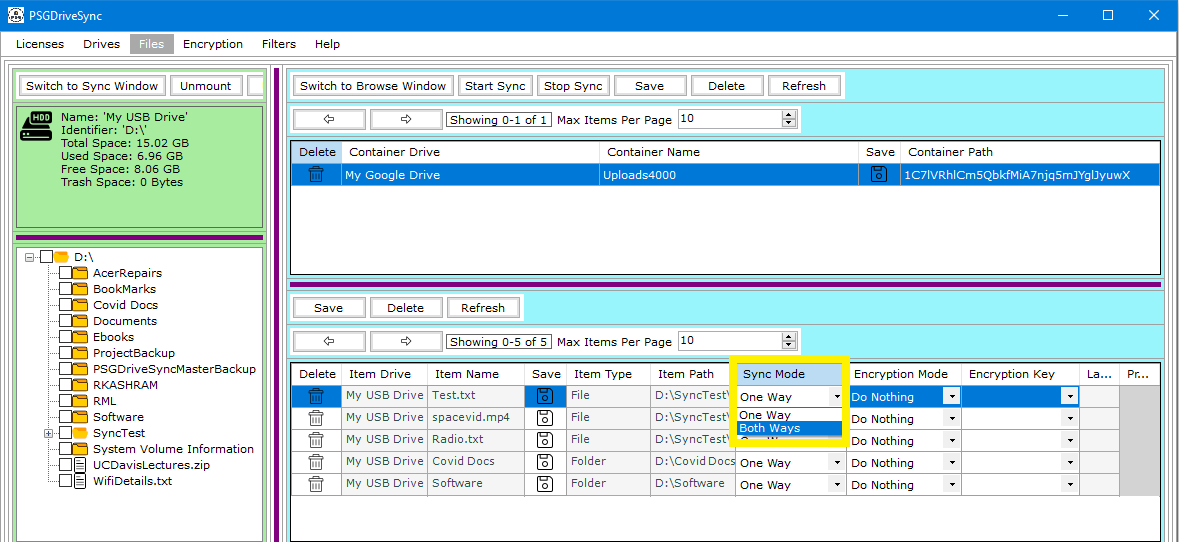 PSGDriveSync
Licenses Drives Files Encryption Filters Help
Switch to Sync Window Unmount
HDD
Name: 'My USB Drive'
Identifier: 'D:\'
Total Space: 15.02 GB
Used Space: 6.96 GB
Free Space: 8.06 GB
Trash Space: 0 Bytes
D:\
AcerRepairs
BookMarks
Covid Docs
Documents
Ebooks
ProjectBackup
PSGDriveSyncMasterBackup
RKASHRAM
RML
Software
SyncTest
System Volume Information
UCDavisLectures.zip
WifiDetails.txt
Switch to Browse Window Start Sync Stop Sync Save Delete Refresh
Showing 0-1 of 1 Max Items Per Page 10
Delete Container Drive Container Name Save Container Path
My Google Drive Uploads4000 1C7lVRhlCm5QbkfMiA7njq5mJYglJyuwX
Save Delete Refresh
Showing 0-5 of 5 Max Items Per Page 10
Delete Item Drive Item Name Save Item Type Item Path Sync Mode Encryption Mode Encryption Key La... Pr...
My USB Drive Test.txt File D:\SyncTest\ One Way Do Nothing
One Way
Both Ways
My USB Drive spacevid.mp4 File D:\SyncTest\ Do Nothing
My USB Drive Radio.txt File D:\SyncTest\ Do Nothing
My USB Drive Covid Docs Folder D:\Covid Docs One Way Do Nothing
My USB Drive Software Folder D:\Software One Way Do Nothing